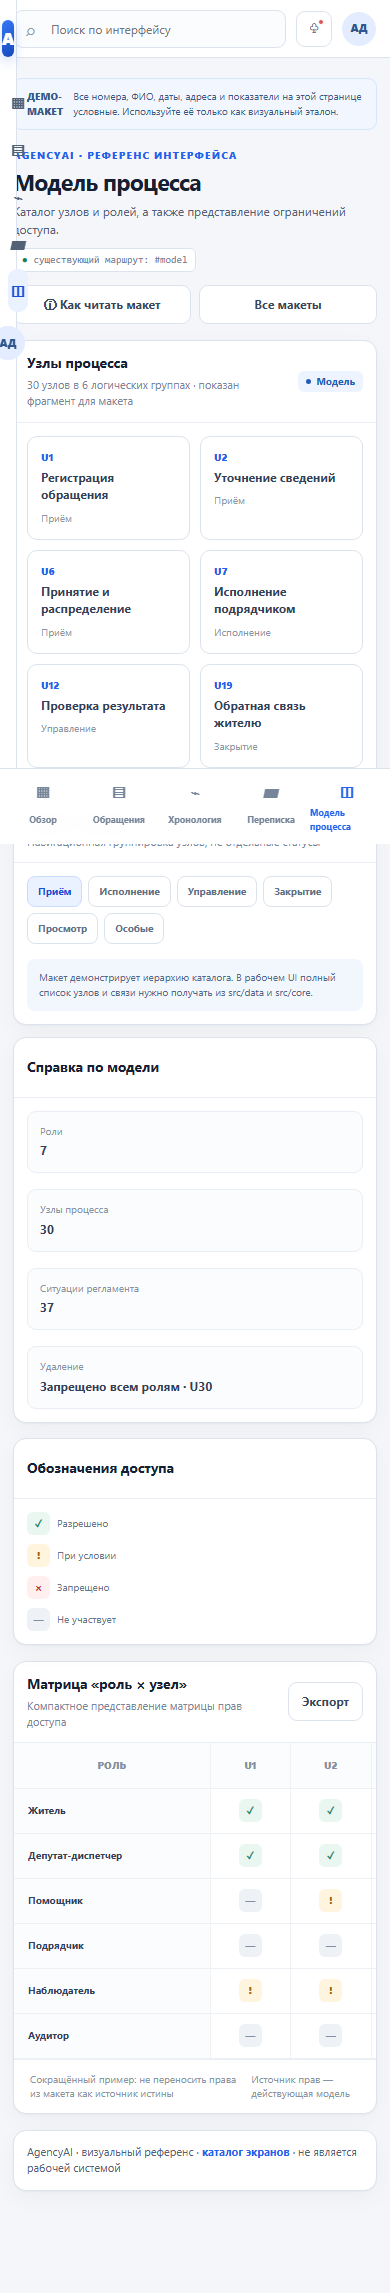 A
Поиск по интерфейсу
АД
ДЕМО-
МАКЕТ
Все номера, ФИО, даты, адреса и показатели на этой странице
условные. Используйте её только как визуальный эталон.
AGENCYAI • РЕФЕРЕНС ИНТЕРФЕЙСА
Модель процесса
Каталог узлов и ролей, а также представление ограничений
доступа.
существующий маршрут: #model
Как читать макет
Все макеты
АД
Узлы процесса
30 узлов в 6 логических группах · показан
фрагмент для макета
Модель
U1
Регистрация
обращения
Приём
U2
Уточнение сведений
Приём
U6
Принятие и
распределение
Приём
U7
Исполнение
подрядчиком
Исполнение
U12
Проверка результата
Управление
U19
Обратная связь
жителю
Закрытие
Обзор
Обращения
Хронология
Переписка
Модель
процесса
Приём
Исполнение
Управление
Закрытие
Просмотр
Особые
Макет демонстрирует иерархию каталога. В рабочем UI полный
список узлов и связи нужно получать из src/data и src/core.
Справка по модели
Роли
7
Узлы процесса
30
Ситуации регламента
37
Удаление
Запрещено всем ролям · U30
Обозначения доступа
✓ Разрешено
! При условии
× Запрещено
— Не участвует
Матрица «роль × узел»
Компактное представление матрицы прав
доступа
Экспорт
РОЛЬ U1 U2
Житель ✓ ✓
Депутат-диспетчер ✓ ✓
Помощник — !
Подрядчик — —
Наблюдатель ! !
Аудитор — —
Сокращённый пример: не переносить права
из макета как источник истины
Источник прав —
действующая модель
AgencyAI · визуальный референс · каталог экранов · не является
рабочей системой